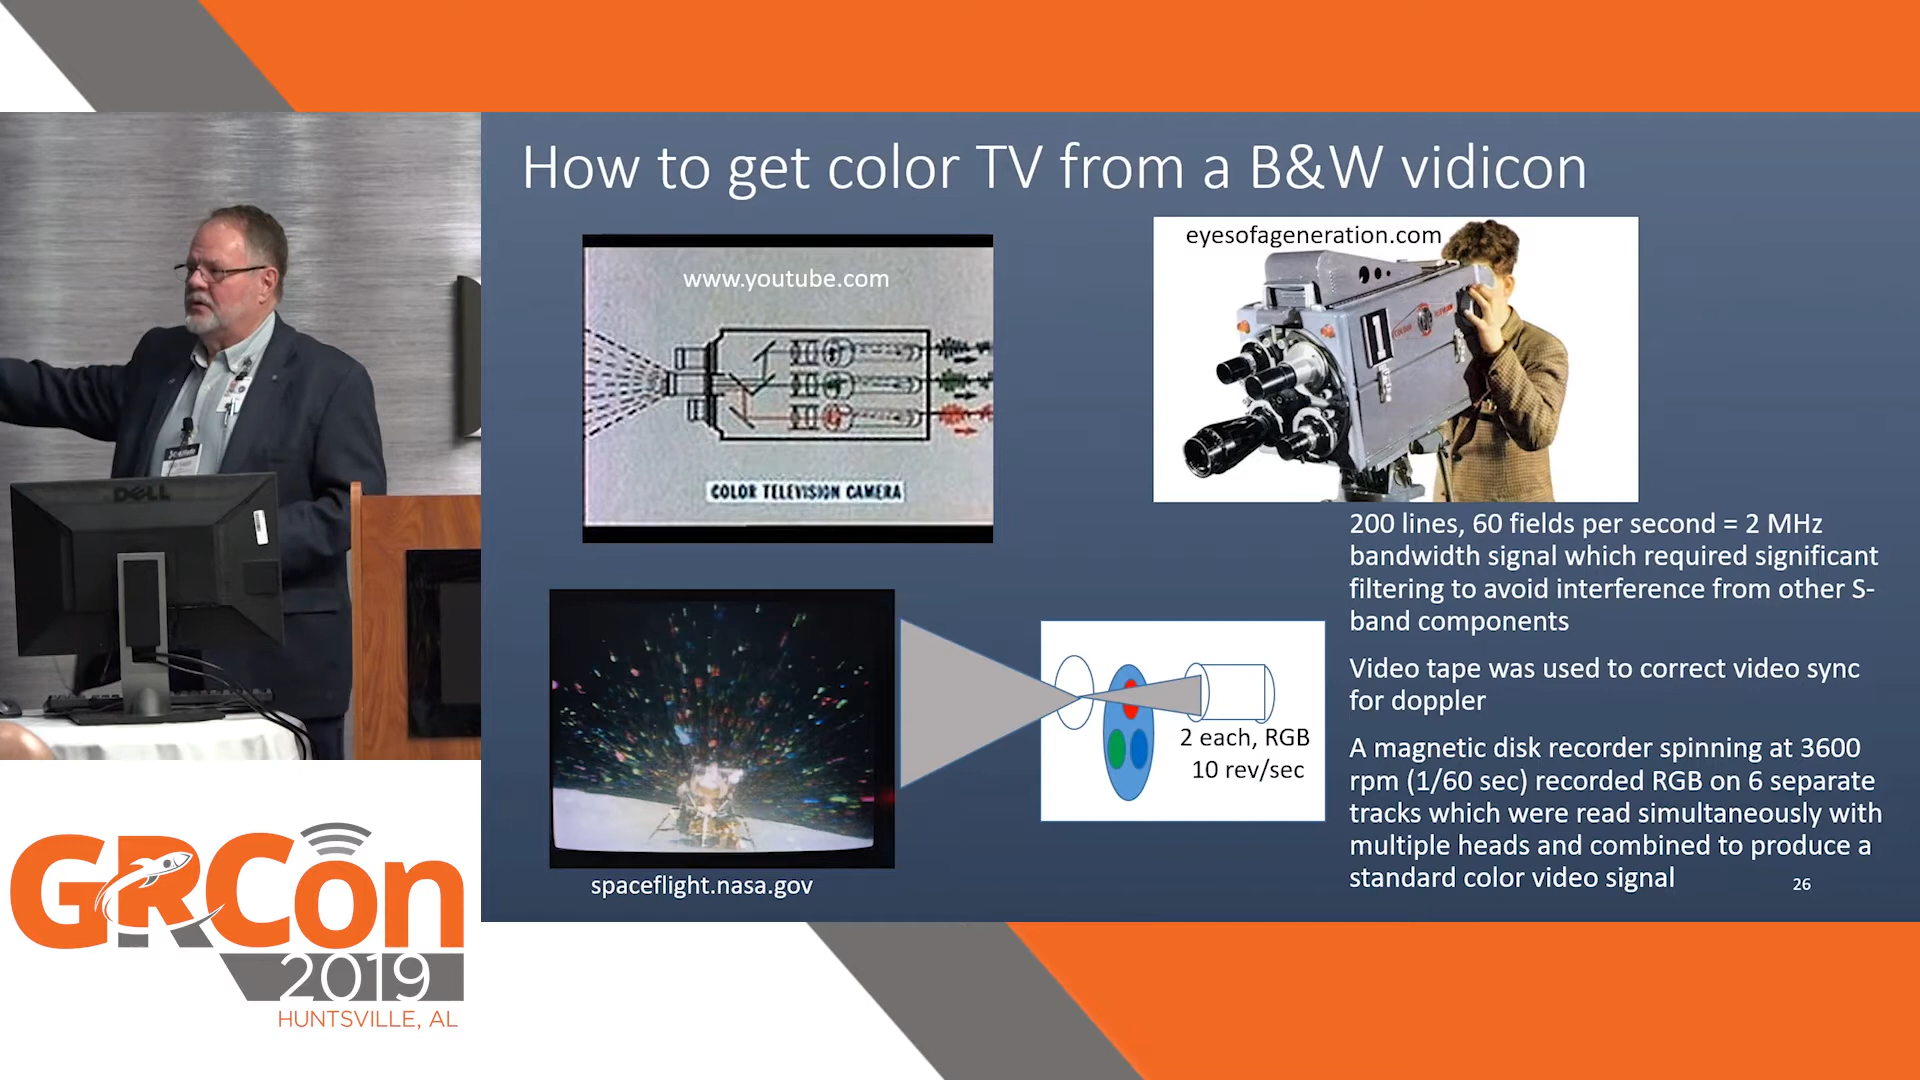 How to get color TV from a B&W vidicon
www.youtube.com
COLOR TELEVISION CAMERA
eyesofageneration.com
1
200 lines, 60 fields per second = 2 MHz
bandwidth signal which required significant
filtering to avoid interference from other S-
band components
Video tape was used to correct video sync
for doppler
A magnetic disk recorder spinning at 3600
rpm (1/60 sec) recorded RGB on 6 separate
tracks which were read simultaneously with
multiple heads and combined to produce a
standard color video signal
26
2 each, RGB
10 rev/sec
spaceflight.nasa.gov
DELL
GRCon
2019
HUNTSVILLE, AL